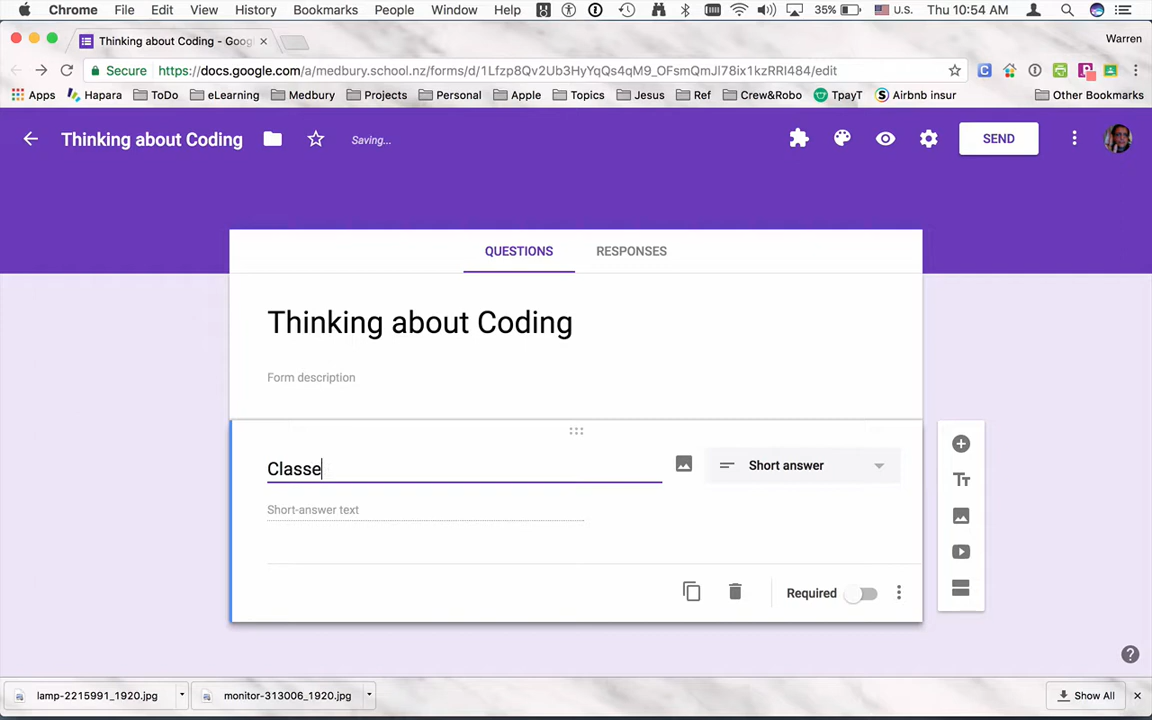 Chrome File Edit View History Bookmarks People Window Help 35% U.S. Thu 10:54 AM
Thinking about Coding - Goog
Warren
Secure https://docs.google.com/a/medbury.school.nz/forms/d/1Lfzp8Qv2Ub3HyYqQs4qM9_OFsmQmJl78ix1kzRRI484/edit
Apps Hapara ToDo eLearning Medbury Projects Personal Apple Topics Jesus Ref Crew&Robo TpayT Airbnb insur Other Bookmarks
Thinking about Coding Saving... SEND
QUESTIONS RESPONSES
Thinking about Coding
Form description
Classe Short answer
Short-answer text
Required
lamp-2215991_1920.jpg monitor-313006_1920.jpg Show All